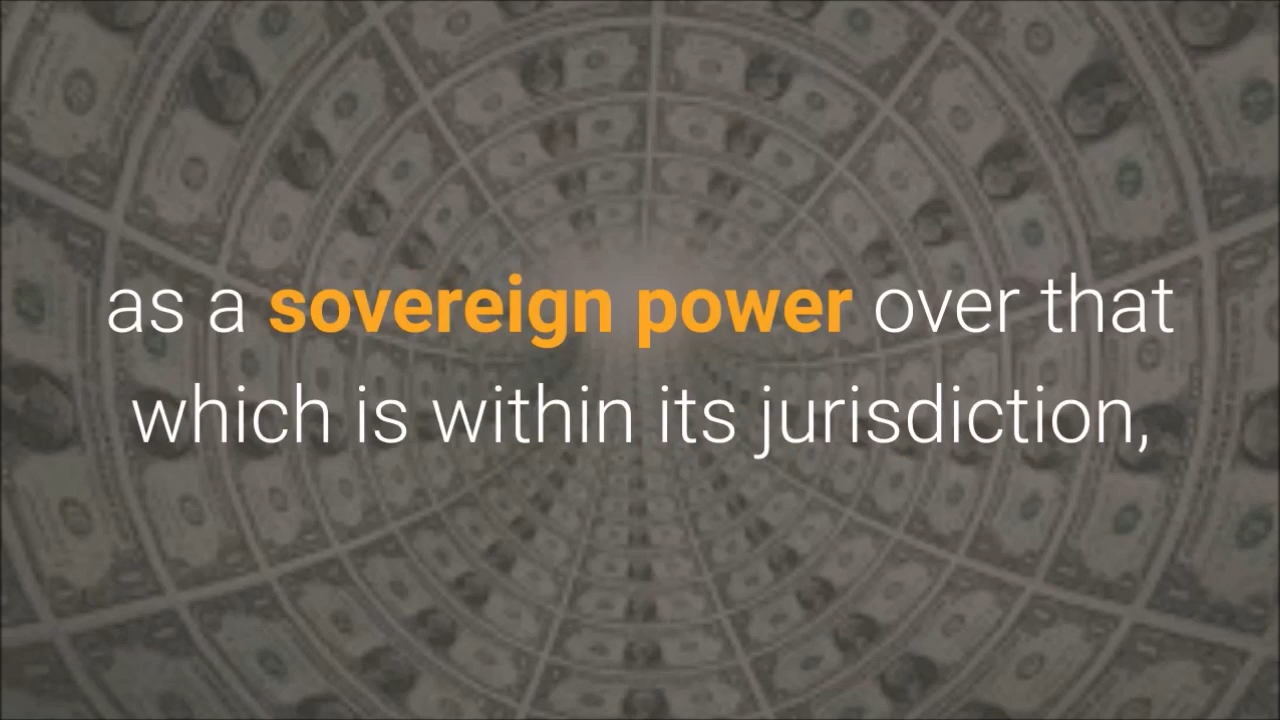 as a sovereign power over that
which is within its jurisdiction,